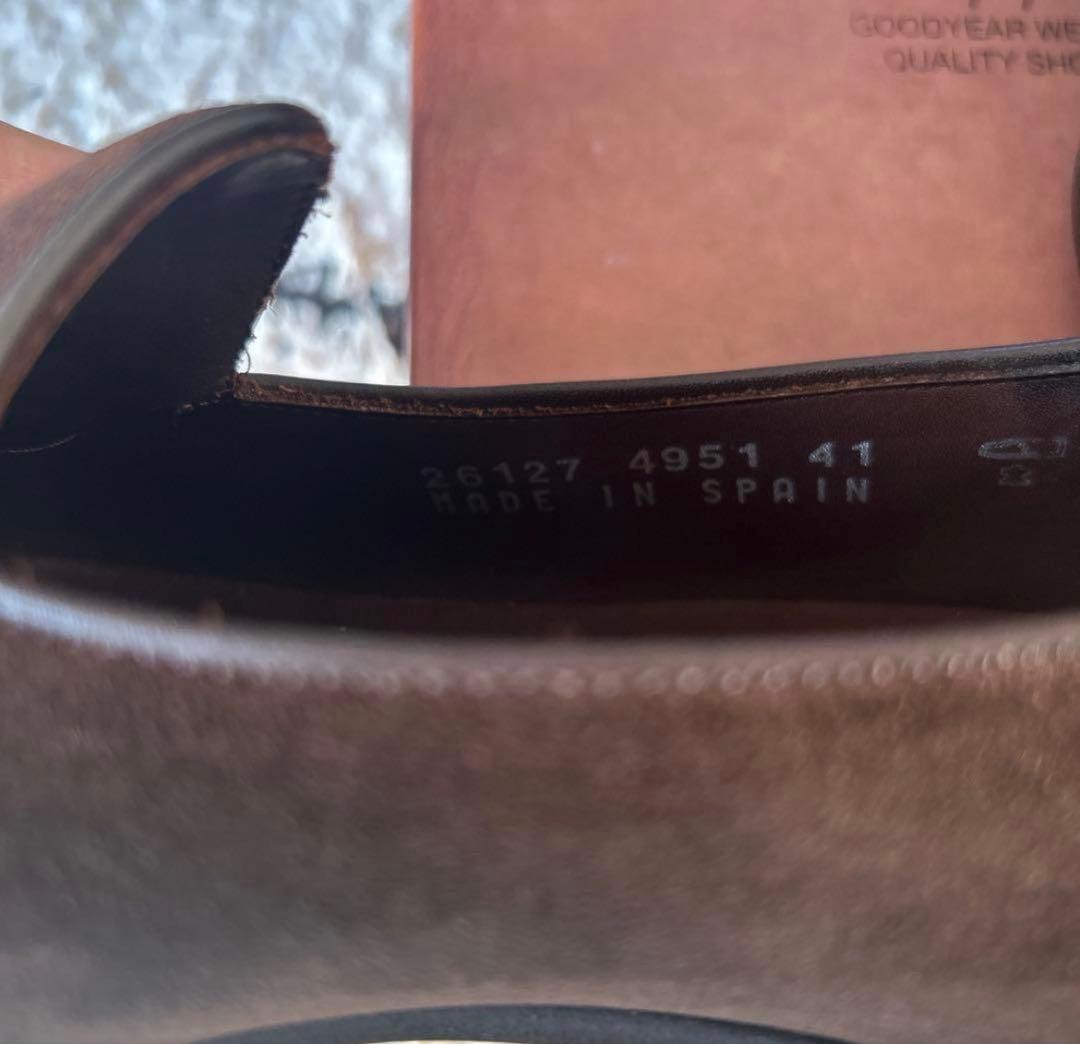 GOODYEAR WE
QUALITY SHO
26127 4951 41
MADE IN SPAIN